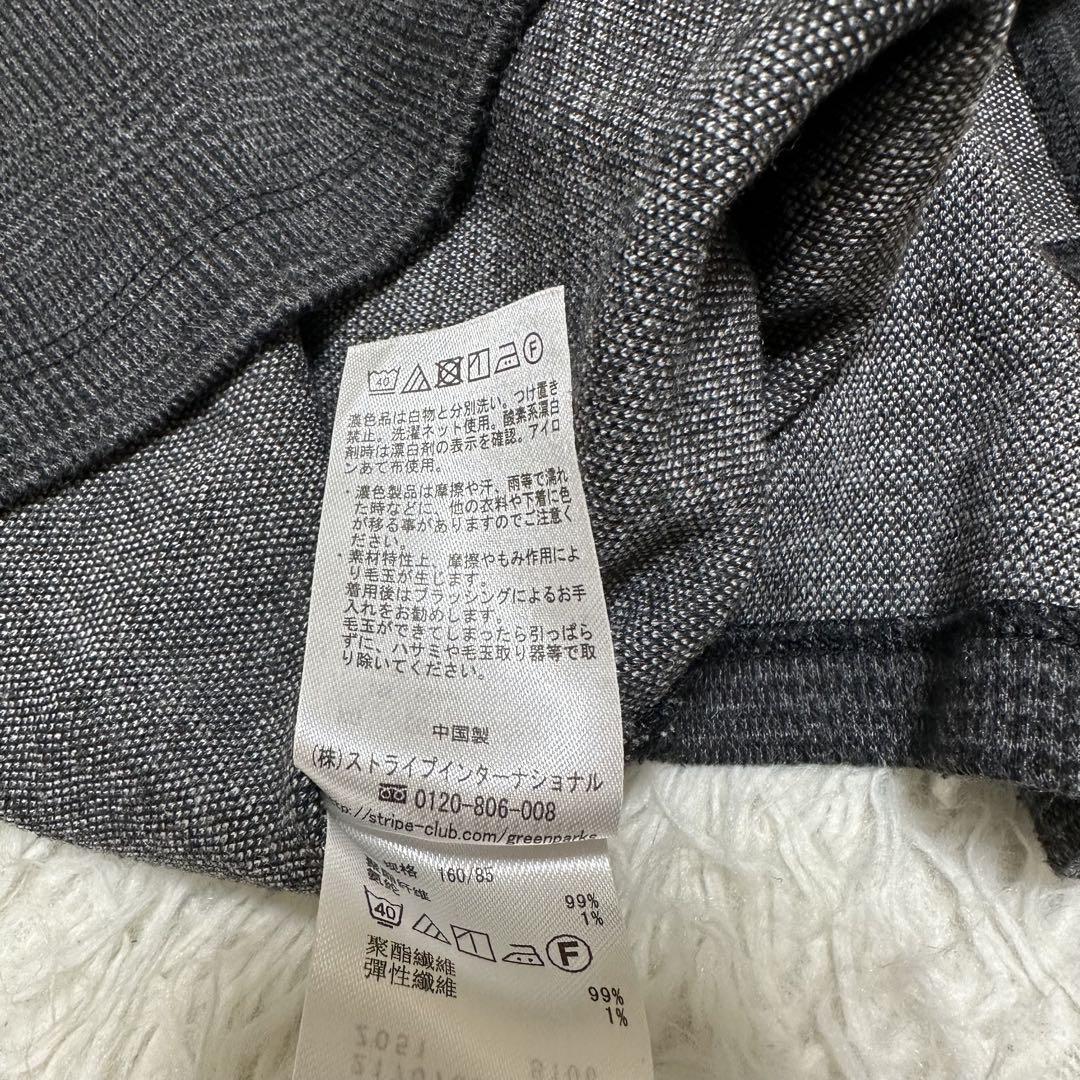 40 F
濃色品は白物と分別洗い。つけ置き
禁止。洗濯ネット使用。酸素系漂白
剤時は漂白剤の表示を確認。アイロ
ンあて布使用。
・濃色製品は摩擦や汗、雨等で濡れ
た時などに、他の衣料や下着に色
が移る事がありますのでご注意く
ださい。
・素材特性上、摩擦やもみ作用によ
り毛玉が生じます。
着用後はブラッシングによるお手
入れをお勧めします。
毛玉ができてしまったら引っぱら
ずに、ハサミや毛玉取り器等で取
り除いてください。
中国製
(株)ストライプインターナショナル
0120-806-008
://stripe-club.com/greenparks
规格 160/85
纤维 99%
1%
40 F
聚酯纖維 99%
彈性纖維 1%